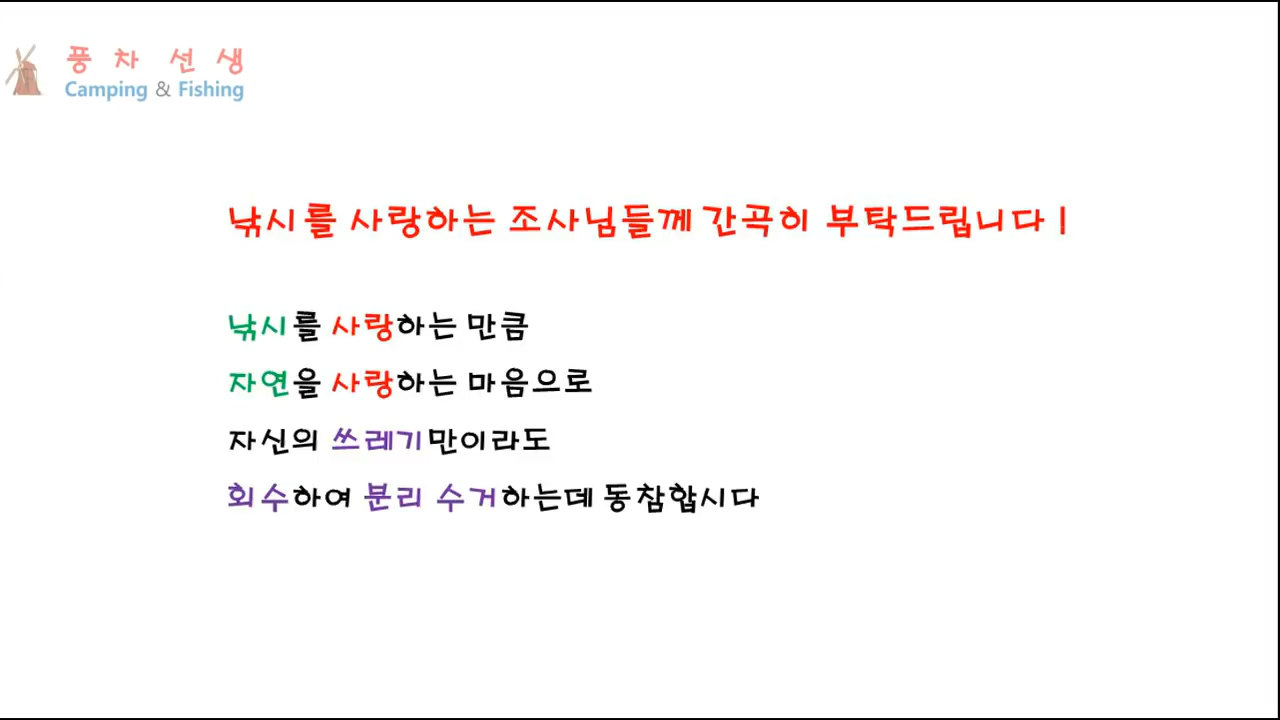 풍 차 선 생
Camping & Fishing
낚시를 사랑하는 조사님들께 간곡히 부탁드립니다 |
낚시를 사랑하는 만큼
자연을 사랑하는 마음으로
자신의 쓰레기만이라도
회수하여 분리 수거하는데 동참합시다